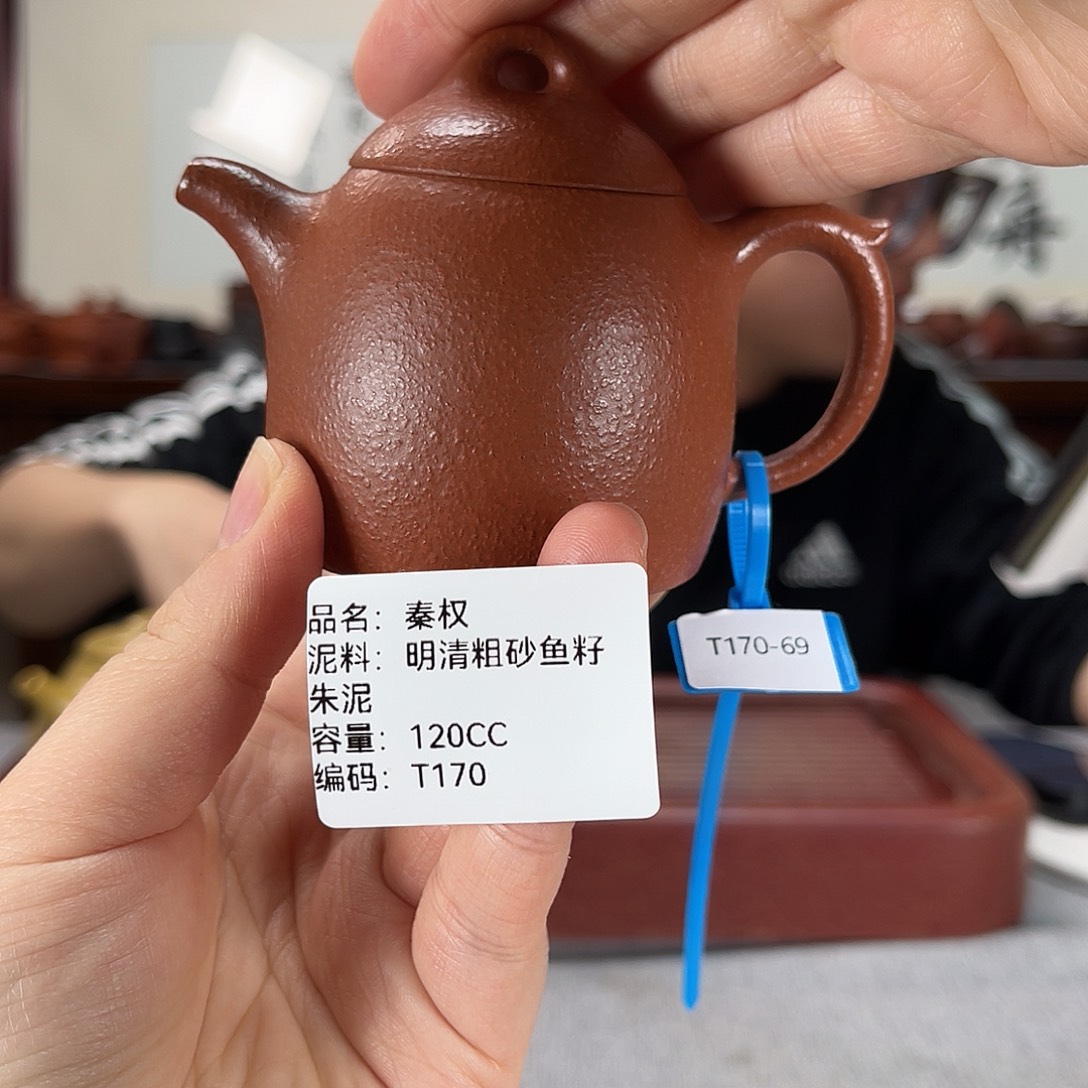 品名：秦权
泥料：明清粗砂鱼籽
朱泥
容量：120CC
编码：T170
T170-69